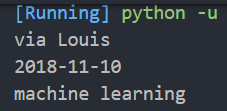 [Running] python -u
via Louis
2018-11-10
machine learning